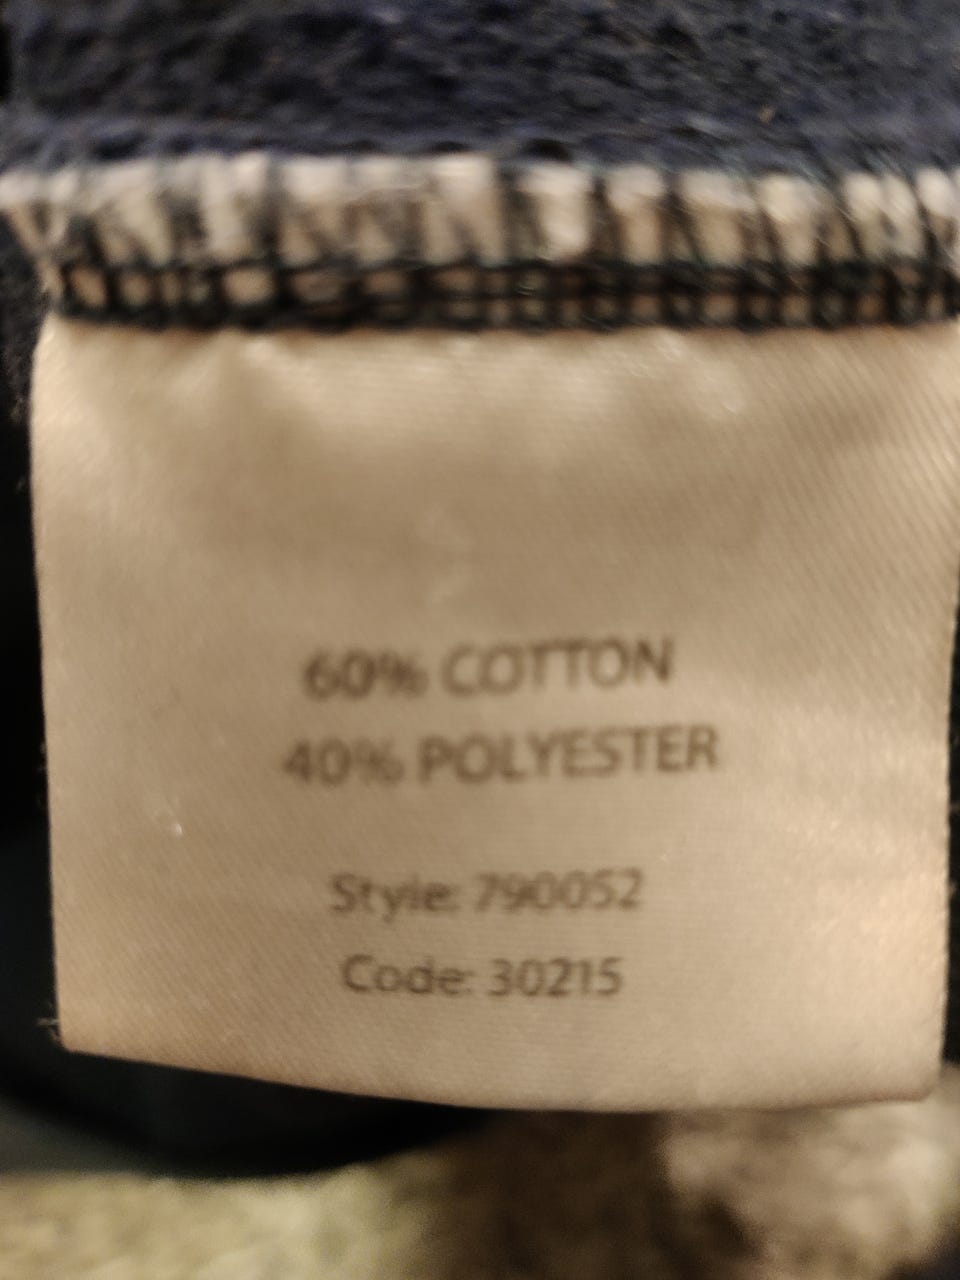 60% COTTON
40% POLYESTER
Style: 790052
Code: 30215